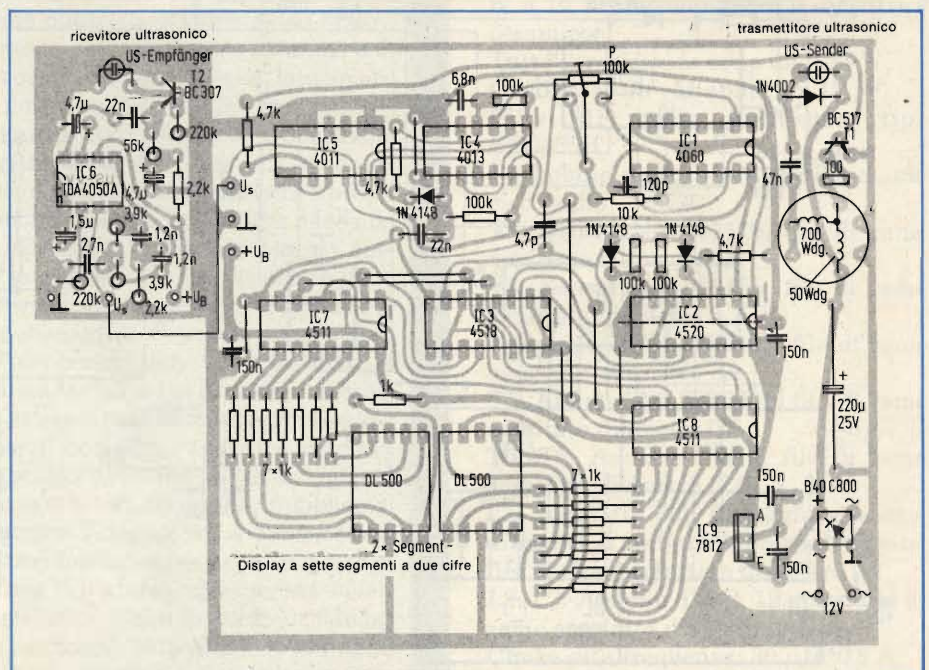 ricevitore ultrasonico
trasmettitore ultrasonico
US-Empfänger
US-Sender
T2
BC307
4,7µ
+
22n
56k
220k
IC6
TDA4050A
+
4,7µ
2,2k
3,9k
1,5µ
+
2,7n
1,2n
1,2n
3,9k
220k
⊥
Us
2,2k
+UB
4,7k
IC5
4011
4,7k
6,8n
100k
IC4
4013
P
100k
IC1
4060
1N4002
BC517
T1
100
47n
Us
⊥
+UB
1N4148
22n
100k
4,7p
120p
10k
1N4148
1N4148
100k
100k
4,7k
700
Wdg.
50Wdg
IC7
4511
IC3
4518
IC2
4520
150n
150n
1k
7×1k
DL500
DL500
IC8
4511
+
220µ
25V
2× Segment-
Display a sette segmenti a due cifre
7×1k
150n
IC9
7812
A
E
150n
B40C800
+
~
~
⊥
~
~
12V